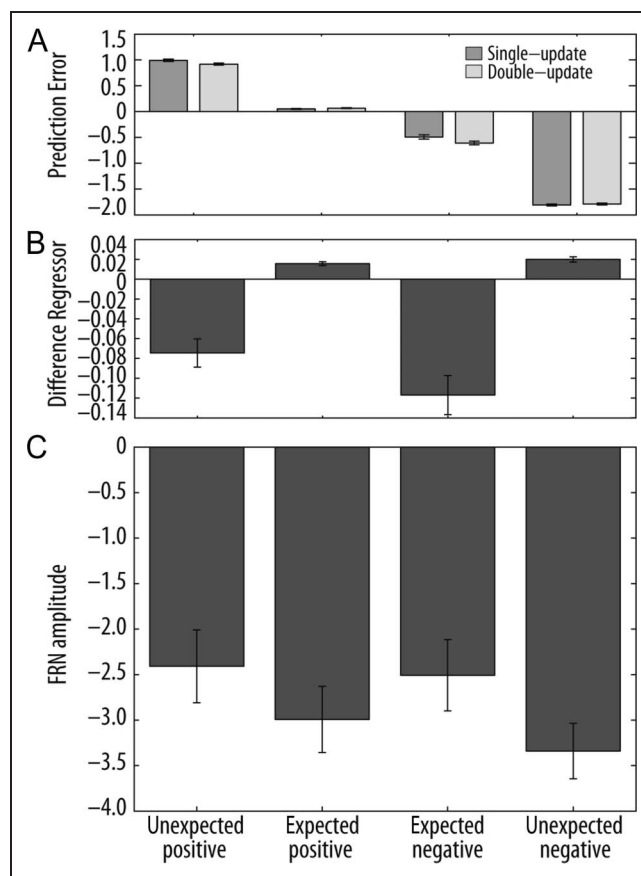 A
1.5
1.0
0.5
0
−0.5
−1.0
−1.5
−2.0
Prediction Error
Single−update
Double−update
B
0.04
0.02
0
−0.02
−0.04
−0.06
−0.08
−0.10
−0.12
−0.14
Difference Regressor
C
0
−0.5
−1.0
−1.5
−2.0
−2.5
−3.0
−3.5
−4.0
FRN amplitude
Unexpected positive
Expected positive
Expected negative
Unexpected negative